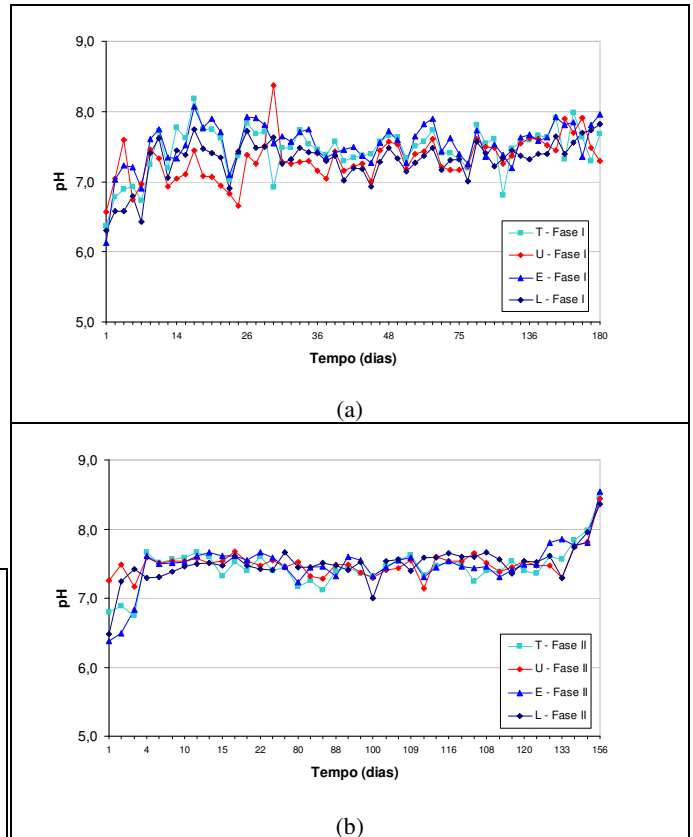 9,0
8,0
7,0
6,0
5,0
pH
T - Fase I
U - Fase I
E - Fase I
L - Fase I
1 14 26 36 48 75 136 180
Tempo (dias)
(a)
9,0
8,0
7,0
6,0
5,0
pH
T - Fase II
U - Fase II
E - Fase II
L - Fase II
1 4 10 15 22 80 88 100 109 116 108 120 133 156
Tempo (dias)
(b)